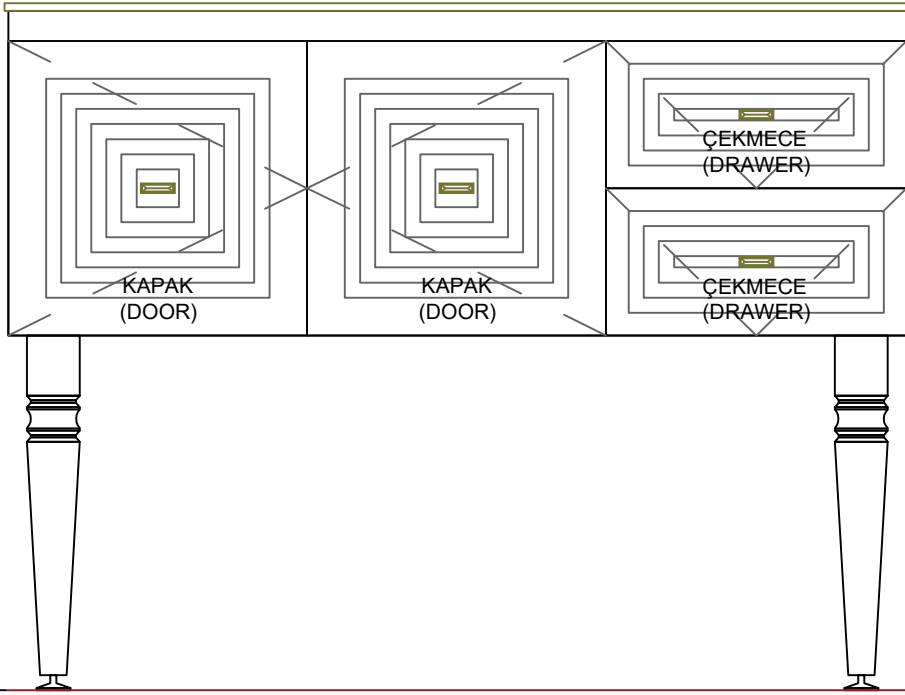 ÇEKMECE
(DRAWER)
KAPAK
(DOOR)
KAPAK
(DOOR)
ÇEKMECE
(DRAWER)